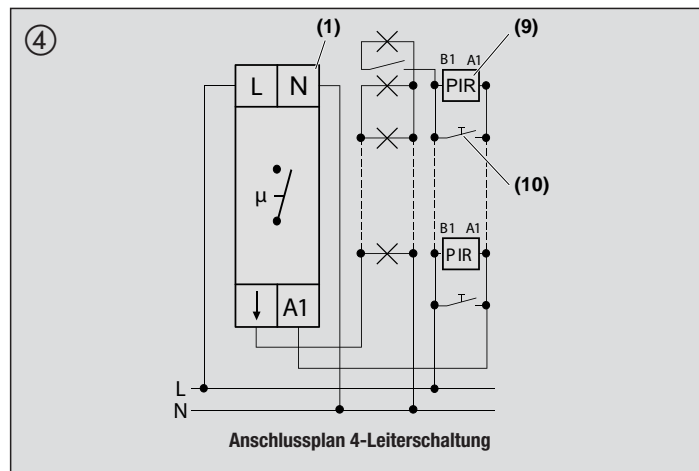 ④
(1)
(9)
L N
B1 A1
PIR
(10)
µ
B1 A1
PIR
↓ A1
L
N
Anschlussplan 4-Leiterschaltung